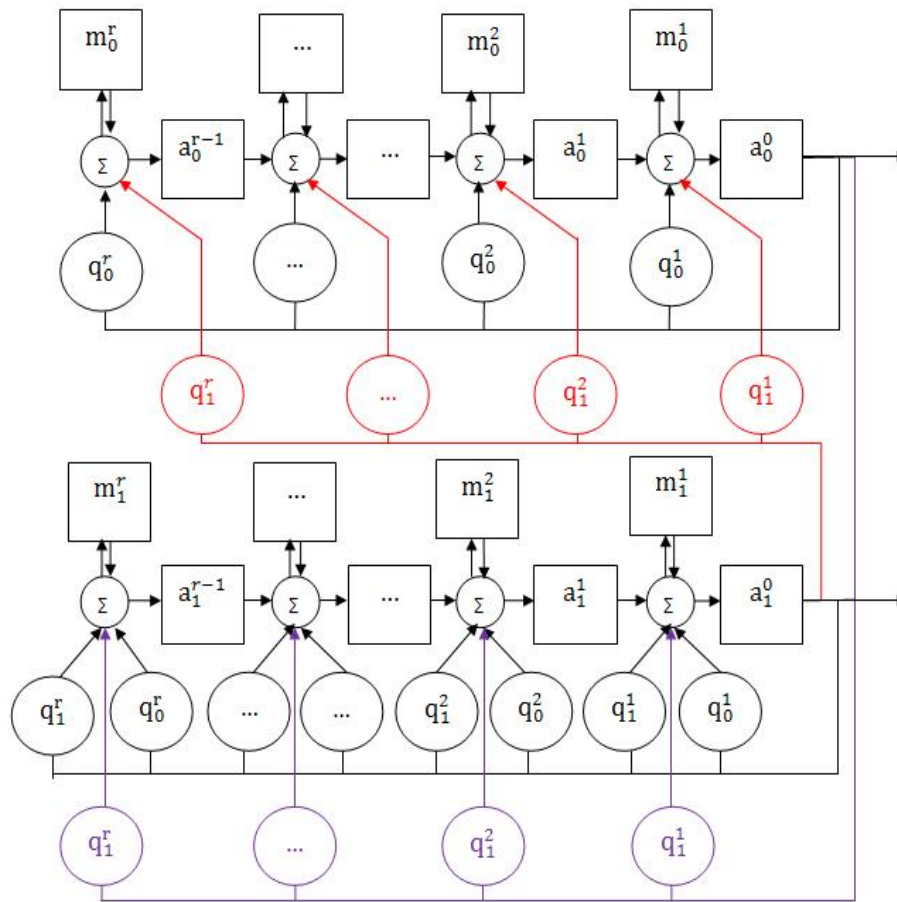 m₀ʳ ... m₀² m₀¹
Σ a₀ʳ⁻¹ Σ ... Σ a₀¹ Σ a₀⁰
q₀ʳ ... q₀² q₀¹
q₁ʳ ... q₁² q₁¹
m₁ʳ ... m₁² m₁¹
Σ a₁ʳ⁻¹ Σ ... Σ a₁¹ Σ a₁⁰
q₁ʳ q₀ʳ ... ... q₁² q₀² q₁¹ q₀¹
q₁ʳ ... q₁² q₁¹